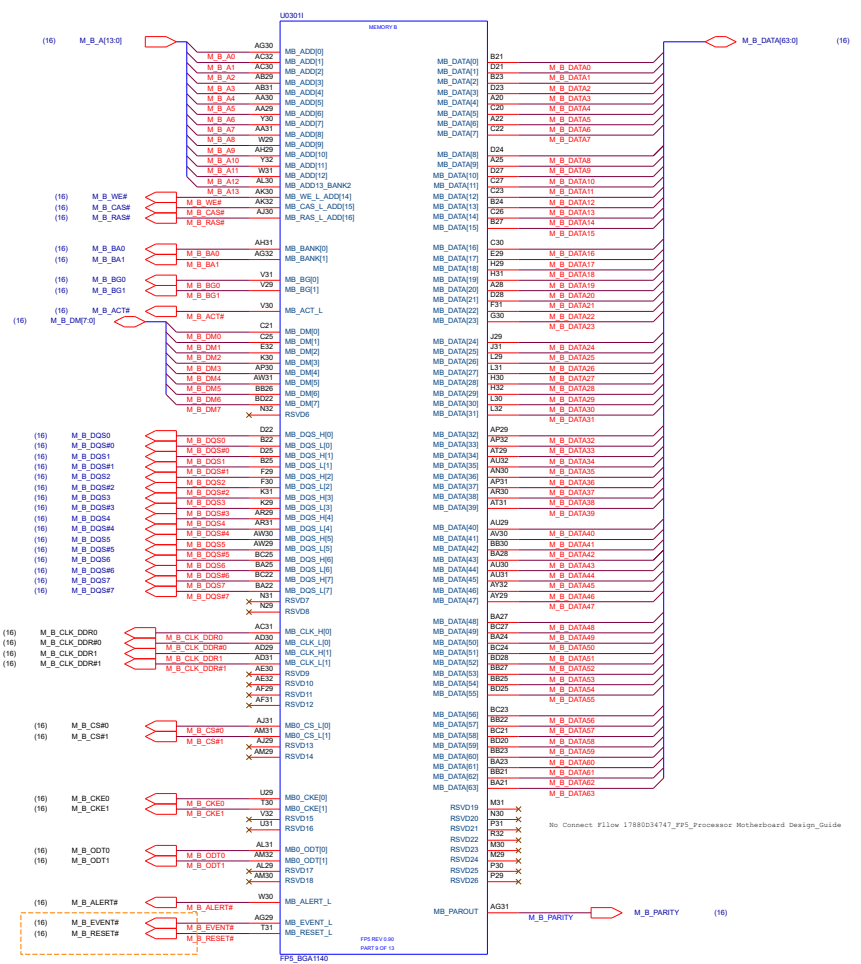 U0301I
MEMORY B
(16) M_B_A[13:0]
M_B_DATA[63:0] (16)
AG30 MB_ADD[0]
M_B_A0 AC32 MB_ADD[1]
M_B_A1 AC30 MB_ADD[2]
M_B_A2 AB29 MB_ADD[3]
M_B_A3 AB31 MB_ADD[4]
M_B_A4 AA30 MB_ADD[5]
M_B_A5 AA29 MB_ADD[6]
M_B_A6 Y30 MB_ADD[7]
M_B_A7 AA31 MB_ADD[8]
M_B_A8 W29 MB_ADD[9]
M_B_A9 AH29 MB_ADD[10]
M_B_A10 Y32 MB_ADD[11]
M_B_A11 W31 MB_ADD[12]
M_B_A12 AL30 MB_ADD13_BANK2
M_B_A13
(16) M_B_WE# M_B_WE# AK30 MB_WE_L_ADD[14]
(16) M_B_CAS# M_B_CAS# AK32 MB_CAS_L_ADD[15]
(16) M_B_RAS# M_B_RAS# AJ30 MB_RAS_L_ADD[16]
(16) M_B_BA0 M_B_BA0 AH31 MB_BANK[0]
(16) M_B_BA1 M_B_BA1 AG32 MB_BANK[1]
(16) M_B_BG0 M_B_BG0 V31 MB_BG[0]
(16) M_B_BG1 M_B_BG1 V29 MB_BG[1]
(16) M_B_ACT# M_B_ACT# V30 MB_ACT_L
(16) M_B_DM[7:0]
C21 MB_DM[0]
M_B_DM0 C25 MB_DM[1]
M_B_DM1 E32 MB_DM[2]
M_B_DM2 K30 MB_DM[3]
M_B_DM3 AP30 MB_DM[4]
M_B_DM4 AW31 MB_DM[5]
M_B_DM5 BB26 MB_DM[6]
M_B_DM6 BD22 MB_DM[7]
M_B_DM7 N32 RSVD6
(16) M_B_DQS0 M_B_DQS0 D22 MB_DQS_H[0]
(16) M_B_DQS#0 M_B_DQS#0 B22 MB_DQS_L[0]
(16) M_B_DQS1 M_B_DQS1 D25 MB_DQS_H[1]
(16) M_B_DQS#1 M_B_DQS#1 B25 MB_DQS_L[1]
(16) M_B_DQS2 M_B_DQS2 F29 MB_DQS_H[2]
(16) M_B_DQS#2 M_B_DQS#2 F30 MB_DQS_L[2]
(16) M_B_DQS3 M_B_DQS3 K31 MB_DQS_H[3]
(16) M_B_DQS#3 M_B_DQS#3 K29 MB_DQS_L[3]
(16) M_B_DQS4 M_B_DQS4 AR29 MB_DQS_H[4]
(16) M_B_DQS#4 M_B_DQS#4 AR31 MB_DQS_L[4]
(16) M_B_DQS5 M_B_DQS5 AW30 MB_DQS_H[5]
(16) M_B_DQS#5 M_B_DQS#5 AW29 MB_DQS_L[5]
(16) M_B_DQS6 M_B_DQS6 BC25 MB_DQS_H[6]
(16) M_B_DQS#6 M_B_DQS#6 BA25 MB_DQS_L[6]
(16) M_B_DQS7 M_B_DQS7 BC22 MB_DQS_H[7]
(16) M_B_DQS#7 M_B_DQS#7 BA22 MB_DQS_L[7]
N31 RSVD7
N29 RSVD8
(16) M_B_CLK_DDR0 M_B_CLK_DDR0 AC31 MB_CLK_H[0]
(16) M_B_CLK_DDR#0 M_B_CLK_DDR#0 AD30 MB_CLK_L[0]
(16) M_B_CLK_DDR1 M_B_CLK_DDR1 AD29 MB_CLK_H[1]
(16) M_B_CLK_DDR#1 M_B_CLK_DDR#1 AD31 MB_CLK_L[1]
AE30 RSVD9
AE32 RSVD10
AF29 RSVD11
AF31 RSVD12
(16) M_B_CS#0 M_B_CS#0 AJ31 MB0_CS_L[0]
(16) M_B_CS#1 M_B_CS#1 AM31 MB0_CS_L[1]
AJ29 RSVD13
AM29 RSVD14
(16) M_B_CKE0 M_B_CKE0 U29 MB0_CKE[0]
(16) M_B_CKE1 M_B_CKE1 T30 MB0_CKE[1]
V32 RSVD15
U31 RSVD16
(16) M_B_ODT0 M_B_ODT0 AL31 MB0_ODT[0]
(16) M_B_ODT1 M_B_ODT1 AM32 MB0_ODT[1]
AL29 RSVD17
AM30 RSVD18
(16) M_B_ALERT# M_B_ALERT# W30 MB_ALERT_L
(16) M_B_EVENT# M_B_EVENT# AG29 MB_EVENT_L
(16) M_B_RESET# M_B_RESET# T31 MB_RESET_L
MB_DATA[0] B21 M_B_DATA0
MB_DATA[1] D21 M_B_DATA1
MB_DATA[2] B23 M_B_DATA2
MB_DATA[3] D23 M_B_DATA3
MB_DATA[4] A20 M_B_DATA4
MB_DATA[5] C20 M_B_DATA5
MB_DATA[6] A22 M_B_DATA6
MB_DATA[7] C22 M_B_DATA7
MB_DATA[8] D24 M_B_DATA8
MB_DATA[9] A25 M_B_DATA9
MB_DATA[10] D27 M_B_DATA10
MB_DATA[11] C27 M_B_DATA11
MB_DATA[12] C23 M_B_DATA12
MB_DATA[13] B24 M_B_DATA13
MB_DATA[14] C26 M_B_DATA14
MB_DATA[15] B27 M_B_DATA15
MB_DATA[16] C30 M_B_DATA16
MB_DATA[17] E29 M_B_DATA17
MB_DATA[18] H29 M_B_DATA18
MB_DATA[19] H31 M_B_DATA19
MB_DATA[20] A28 M_B_DATA20
MB_DATA[21] D28 M_B_DATA21
MB_DATA[22] F31 M_B_DATA22
MB_DATA[23] G30 M_B_DATA23
MB_DATA[24] J29 M_B_DATA24
MB_DATA[25] J31 M_B_DATA25
MB_DATA[26] L29 M_B_DATA26
MB_DATA[27] L31 M_B_DATA27
MB_DATA[28] H30 M_B_DATA28
MB_DATA[29] H32 M_B_DATA29
MB_DATA[30] L30 M_B_DATA30
MB_DATA[31] L32 M_B_DATA31
MB_DATA[32] AP29 M_B_DATA32
MB_DATA[33] AP32 M_B_DATA33
MB_DATA[34] AT29 M_B_DATA34
MB_DATA[35] AU32 M_B_DATA35
MB_DATA[36] AN30 M_B_DATA36
MB_DATA[37] AP31 M_B_DATA37
MB_DATA[38] AR30 M_B_DATA38
MB_DATA[39] AT31 M_B_DATA39
MB_DATA[40] AU29 M_B_DATA40
MB_DATA[41] AV30 M_B_DATA41
MB_DATA[42] BB30 M_B_DATA42
MB_DATA[43] BA28 M_B_DATA43
MB_DATA[44] AU30 M_B_DATA44
MB_DATA[45] AU31 M_B_DATA45
MB_DATA[46] AY32 M_B_DATA46
MB_DATA[47] AY29 M_B_DATA47
MB_DATA[48] BA27 M_B_DATA48
MB_DATA[49] BC27 M_B_DATA49
MB_DATA[50] BA24 M_B_DATA50
MB_DATA[51] BC24 M_B_DATA51
MB_DATA[52] BD28 M_B_DATA52
MB_DATA[53] BB27 M_B_DATA53
MB_DATA[54] BB25 M_B_DATA54
MB_DATA[55] BD25 M_B_DATA55
MB_DATA[56] BC23 M_B_DATA56
MB_DATA[57] BB22 M_B_DATA57
MB_DATA[58] BC21 M_B_DATA58
MB_DATA[59] BD20 M_B_DATA59
MB_DATA[60] BB23 M_B_DATA60
MB_DATA[61] BA23 M_B_DATA61
MB_DATA[62] BB21 M_B_DATA62
MB_DATA[63] BA21 M_B_DATA63
RSVD19 M31
RSVD20 N30
RSVD21 P31
RSVD22 R32
RSVD23 M30
RSVD24 M29
RSVD25 P30
RSVD26 P29
No Connect Fllow 17880D34747_FP5_Processor Motherboard Design_Guide
MB_PAROUT AG31 M_B_PARITY M_B_PARITY (16)
FP5 REV 0.90
PART 9 OF 13
FP5_BGA1140